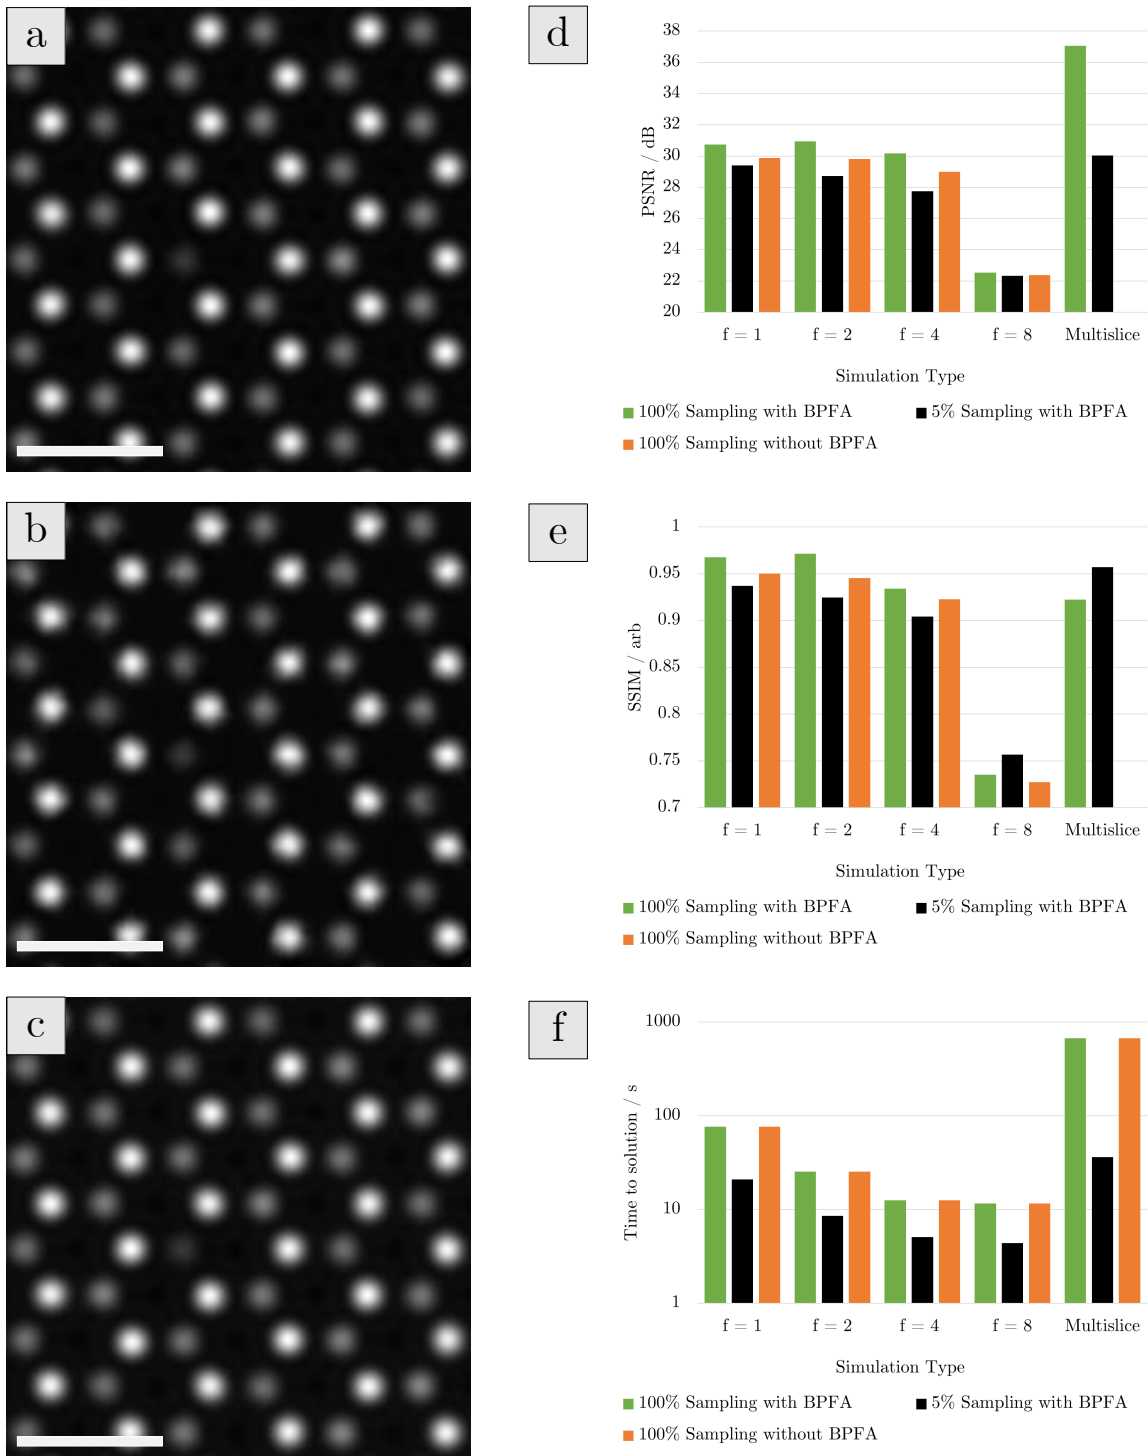 a
b
c
d
38
36
34
32
30
28
26
24
22
20
PSNR / dB
f = 1 f = 2 f = 4 f = 8 Multislice
Simulation Type
100% Sampling with BPFA 5% Sampling with BPFA
100% Sampling without BPFA
e
1
0.95
0.9
0.85
0.8
0.75
0.7
SSIM / arb
f = 1 f = 2 f = 4 f = 8 Multislice
Simulation Type
100% Sampling with BPFA 5% Sampling with BPFA
100% Sampling without BPFA
f
1000
100
10
1
Time to solution / s
f = 1 f = 2 f = 4 f = 8 Multislice
Simulation Type
100% Sampling with BPFA 5% Sampling with BPFA
100% Sampling without BPFA